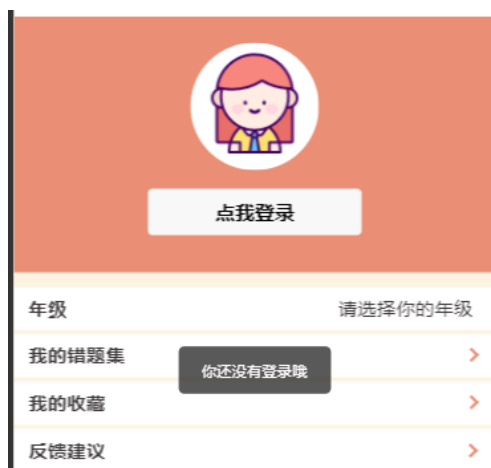 点我登录
年级 请选择你的年级
我的错题集
你还没有登录哦
我的收藏
反馈建议